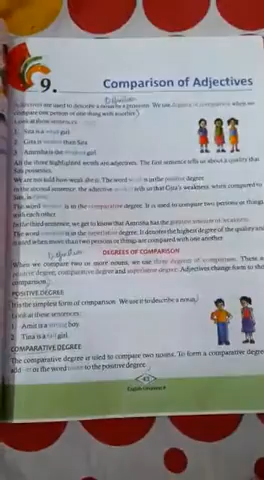 9.
Comparison of Adjectives
Definition
Adjectives are used to describe a noun or a pronoun. We use degrees of comparison when we
compare one person or one thing with another.
Look at these sentences.
1. Sita is a weak girl.
2. Gita is weaker than Sita.
3. Amrisha is the weakest girl.
All the three highlighted words are adjectives. The first sentence tells us about a quality that
Sita possesses.
We are not told how weak she is. The word weak is in the positive degree.
In the second sentence, the adjective weaker tells us that Gita's weakness, when compared to
Sita, is
The word weaker is in the comparative degree. It is used to compare two persons or things
with each other.
In the third sentence, we get to know that Amrisha has the greatest amount of weakness.
The word weakest is in the superlative degree. It denotes the highest degree of the quality and
is used when more than two persons or things are compared with one another.
DEGREES OF COMPARISON
Definition
When we compare two or more nouns, we use three degrees of comparison. These a
positive degree, comparative degree and superlative degree. Adjectives change form to sho
comparison.
POSITIVE DEGREE
It is the simplest form of comparison. We use it to describe a noun.
Look at these sentences:
1. Amit is a strong boy.
2. Tina is a tall girl.
COMPARATIVE DEGREE
The comparative degree is used to compare two nouns. To form a comparative degree
add -er or the word more to the positive degree.
43
English Grammar